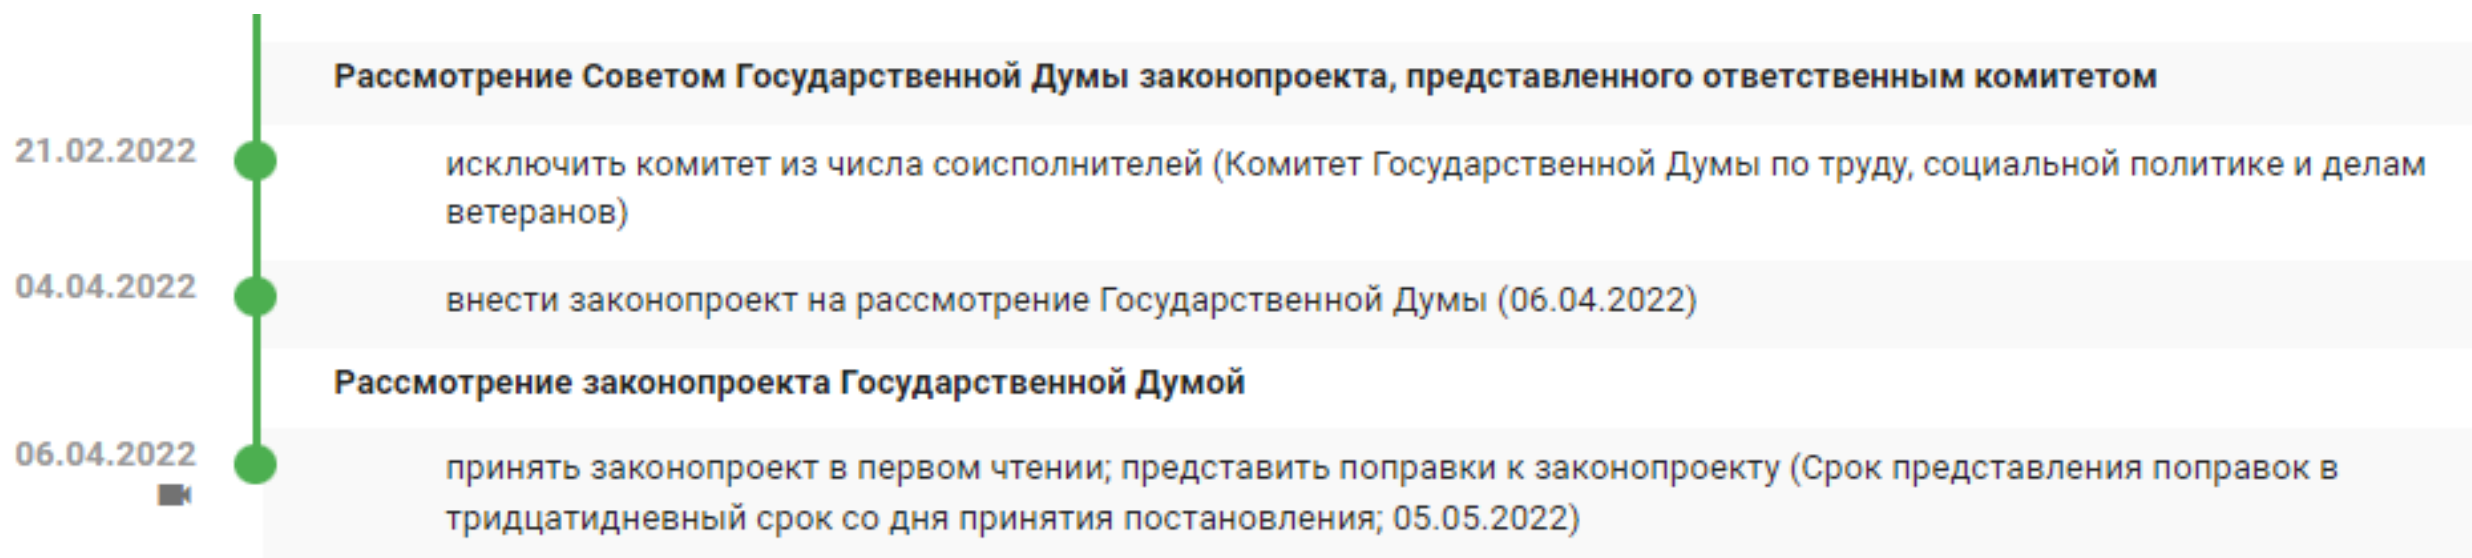 Рассмотрение Советом Государственной Думы законопроекта, представленного ответственным комитетом
21.02.2022
исключить комитет из числа соисполнителей (Комитет Государственной Думы по труду, социальной политике и делам
ветеранов)
04.04.2022
внести законопроект на рассмотрение Государственной Думы (06.04.2022)
Рассмотрение законопроекта Государственной Думой
06.04.2022
принять законопроект в первом чтении; представить поправки к законопроекту (Срок представления поправок в
тридцатидневный срок со дня принятия постановления; 05.05.2022)